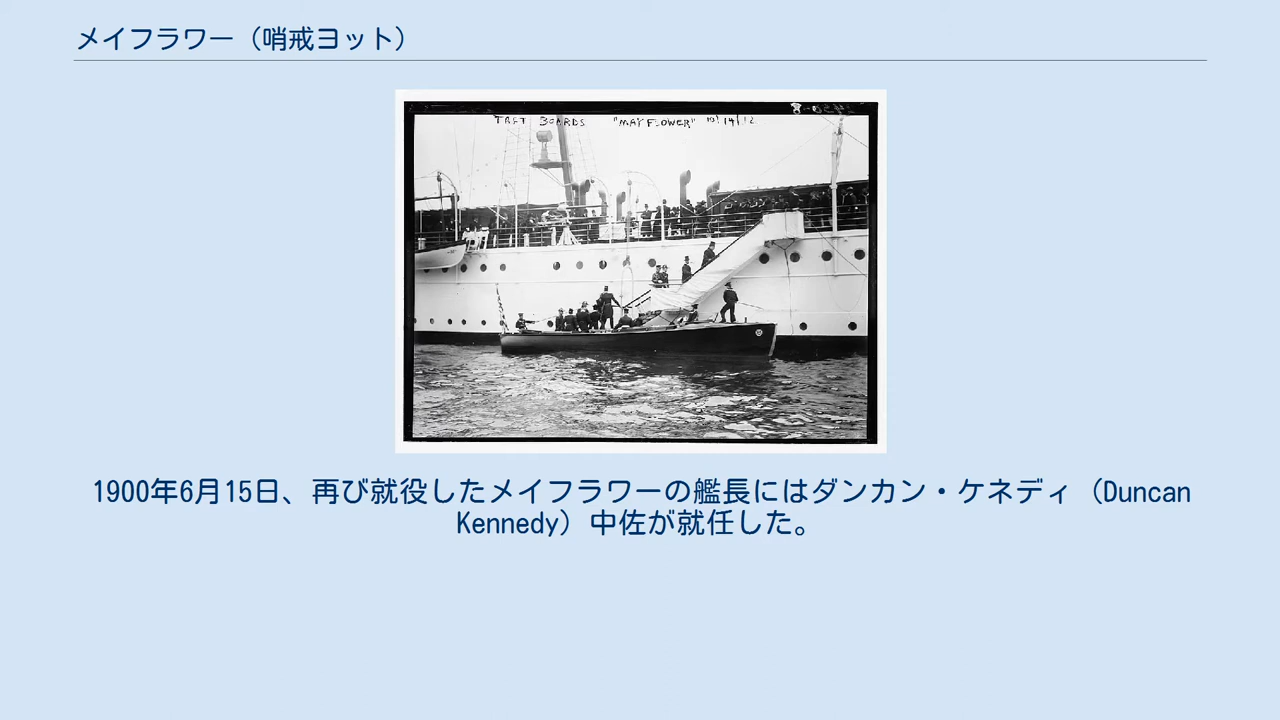 メイフラワー（哨戒ヨット）
TAFT BOARDS "MAYFLOWER" 10/14/12
1900年6月15日、再び就役したメイフラワーの艦長にはダンカン・ケネディ（Duncan
Kennedy）中佐が就任した。